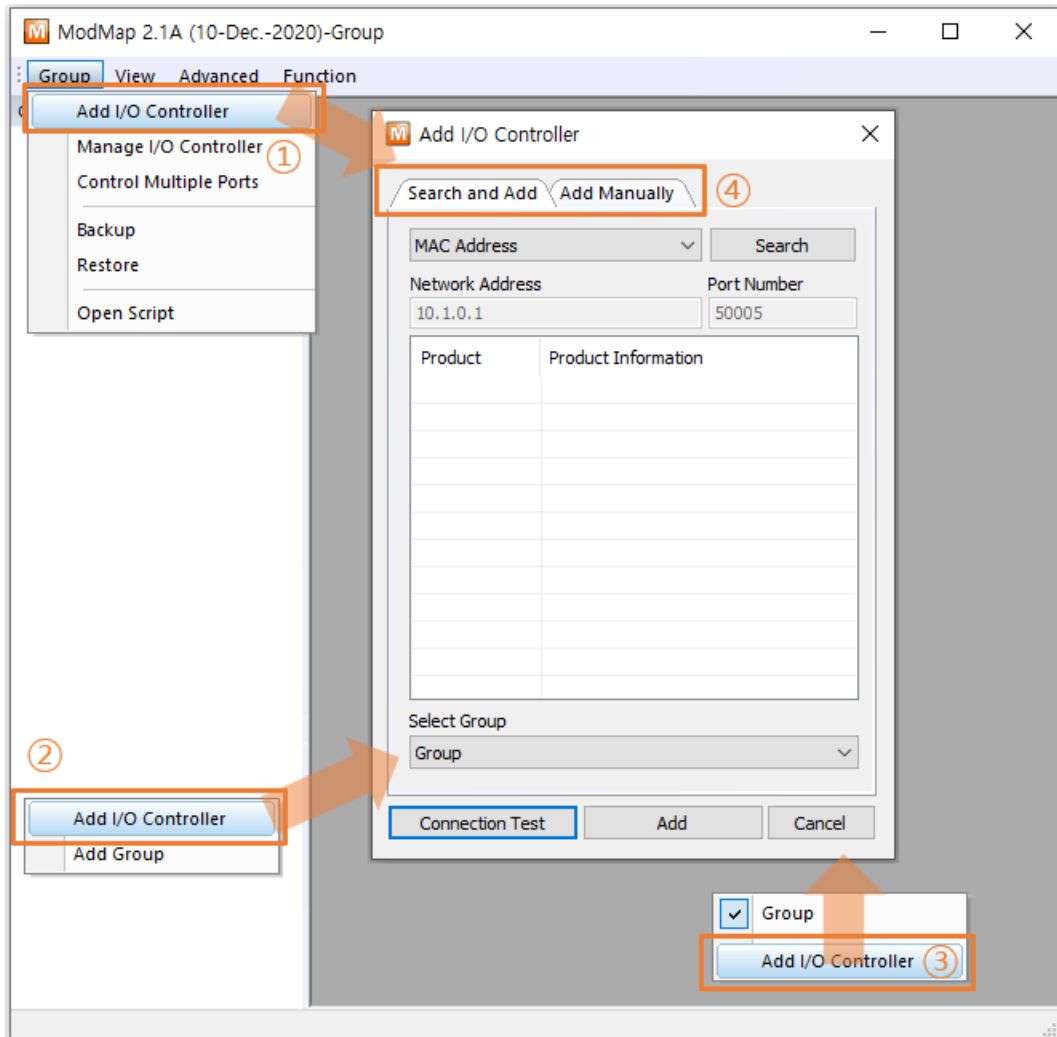 ModMap 2.1A (10-Dec.-2020)-Group
Group View Advanced Function
Add I/O Controller
Manage I/O Controller
①
Control Multiple Ports
Backup
Restore
Open Script
Add I/O Controller
Search and Add Add Manually ④
MAC Address Search
Network Address Port Number
10.1.0.1 50005
Product Product Information
Select Group
Group
Connection Test Add Cancel
②
Add I/O Controller
Add Group
Group
Add I/O Controller ③